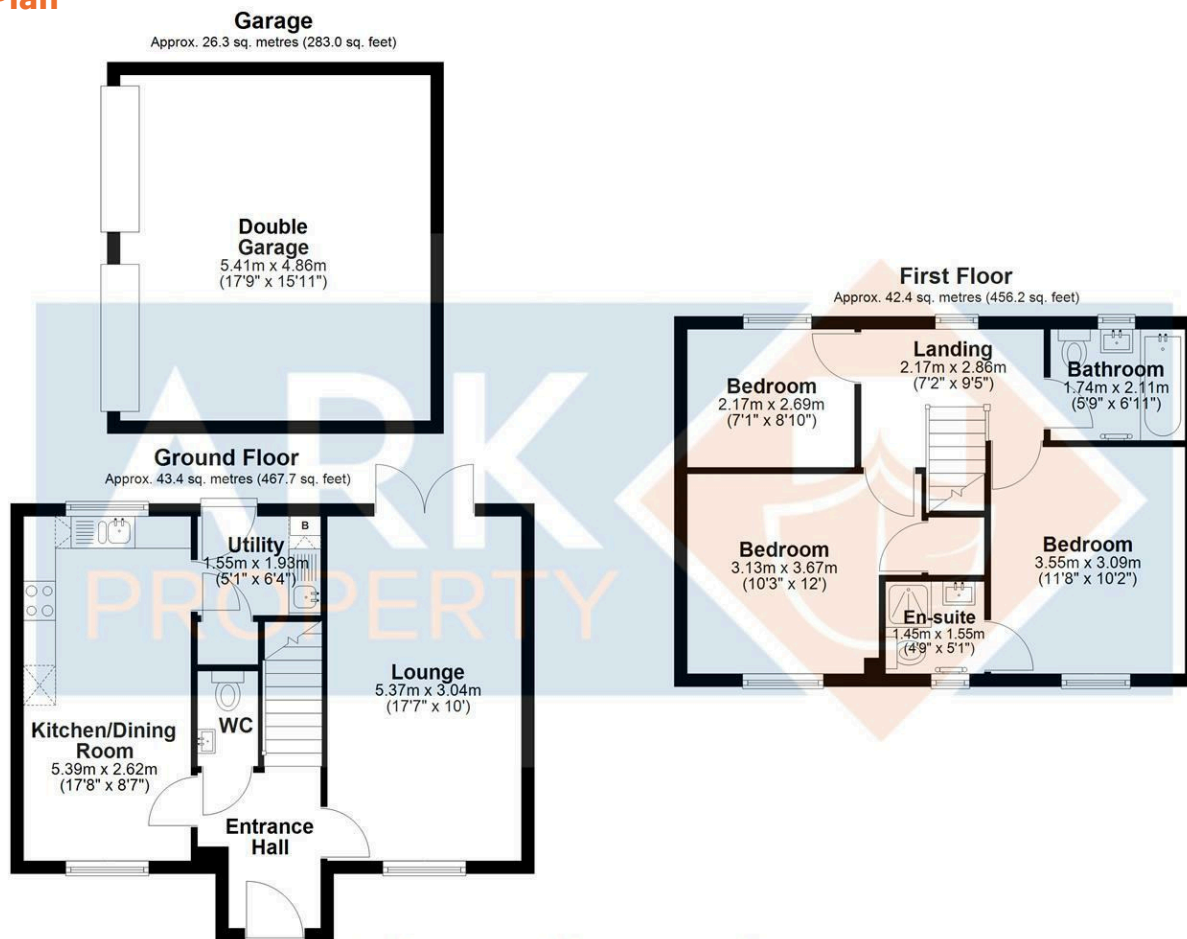 Plan
Garage
Approx. 26.3 sq. metres (283.0 sq. feet)
Double
Garage
5.41m x 4.86m
(17'9" x 15'11")
Ground Floor
Approx. 43.4 sq. metres (467.7 sq. feet)
B
Utility
1.55m x 1.93m
(5'1" x 6'4")
Lounge
5.37m x 3.04m
(17'7" x 10')
WC
Kitchen/Dining
Room
5.39m x 2.62m
(17'8" x 8'7")
Entrance
Hall
First Floor
Approx. 42.4 sq. metres (456.2 sq. feet)
Landing
2.17m x 2.86m
(7'2" x 9'5")
Bathroom
1.74m x 2.11m
(5'9" x 6'11")
Bedroom
2.17m x 2.69m
(7'1" x 8'10")
Bedroom
3.13m x 3.67m
(10'3" x 12')
Bedroom
3.55m x 3.09m
(11'8" x 10'2")
En-suite
1.45m x 1.55m
(4'9" x 5'1")
ARK
PROPERTY